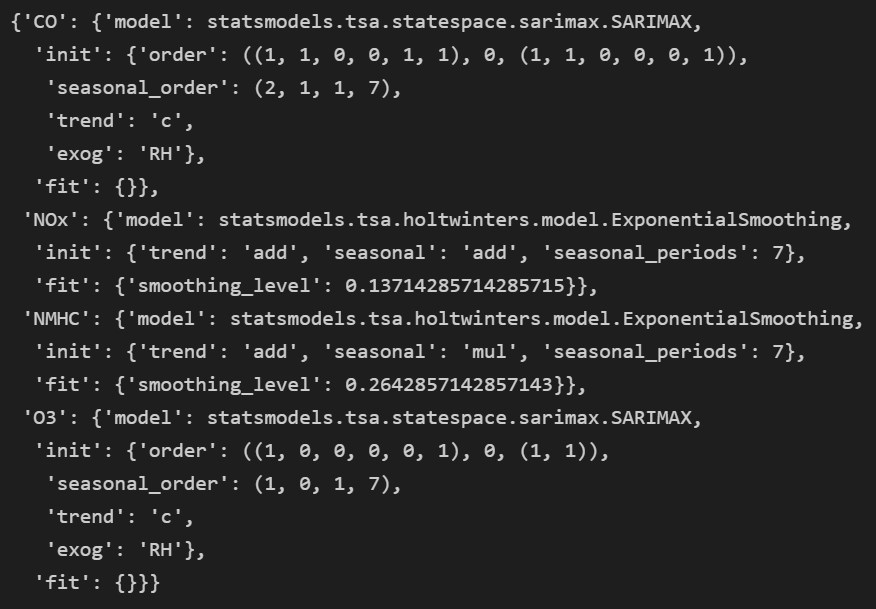 {'CO': {'model': statsmodels.tsa.statespace.sarimax.SARIMAX,
  'init': {'order': ((1, 1, 0, 0, 1, 1), 0, (1, 1, 0, 0, 0, 1)),
   'seasonal_order': (2, 1, 1, 7),
   'trend': 'c',
   'exog': 'RH'},
  'fit': {}},
 'NOx': {'model': statsmodels.tsa.holtwinters.model.ExponentialSmoothing,
  'init': {'trend': 'add', 'seasonal': 'add', 'seasonal_periods': 7},
  'fit': {'smoothing_level': 0.13714285714285715}},
 'NMHC': {'model': statsmodels.tsa.holtwinters.model.ExponentialSmoothing,
  'init': {'trend': 'add', 'seasonal': 'mul', 'seasonal_periods': 7},
  'fit': {'smoothing_level': 0.2642857142857143}},
 'O3': {'model': statsmodels.tsa.statespace.sarimax.SARIMAX,
  'init': {'order': ((1, 0, 0, 0, 0, 1), 0, (1, 1)),
   'seasonal_order': (1, 0, 1, 7),
   'trend': 'c',
   'exog': 'RH'},
  'fit': {}}}